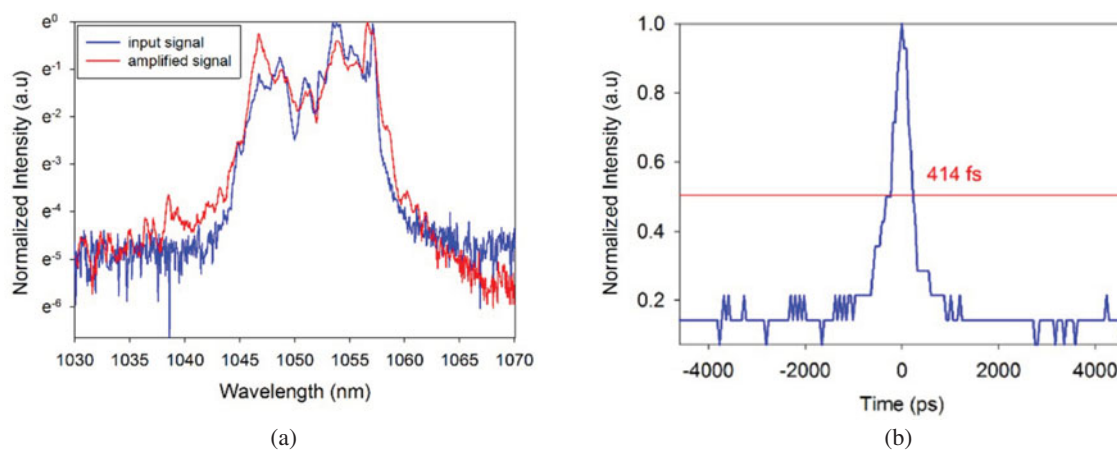 e⁰
e⁻¹
e⁻²
e⁻³
e⁻⁴
e⁻⁵
e⁻⁶
Normalized Intensity (a.u)
input signal
amplified signal
1030 1035 1040 1045 1050 1055 1060 1065 1070
Wavelength (nm)
(a)
1.0
0.8
0.6
0.4
0.2
Normalized Intensity (a.u)
414 fs
-4000 -2000 0 2000 4000
Time (ps)
(b)